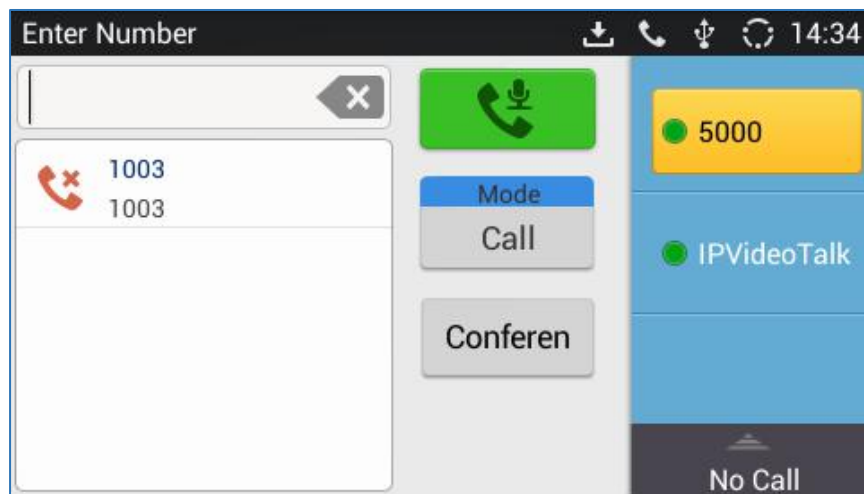 Enter Number
14:34
1003
1003
Mode
Call
Conferen
5000
IPVideoTalk
No Call